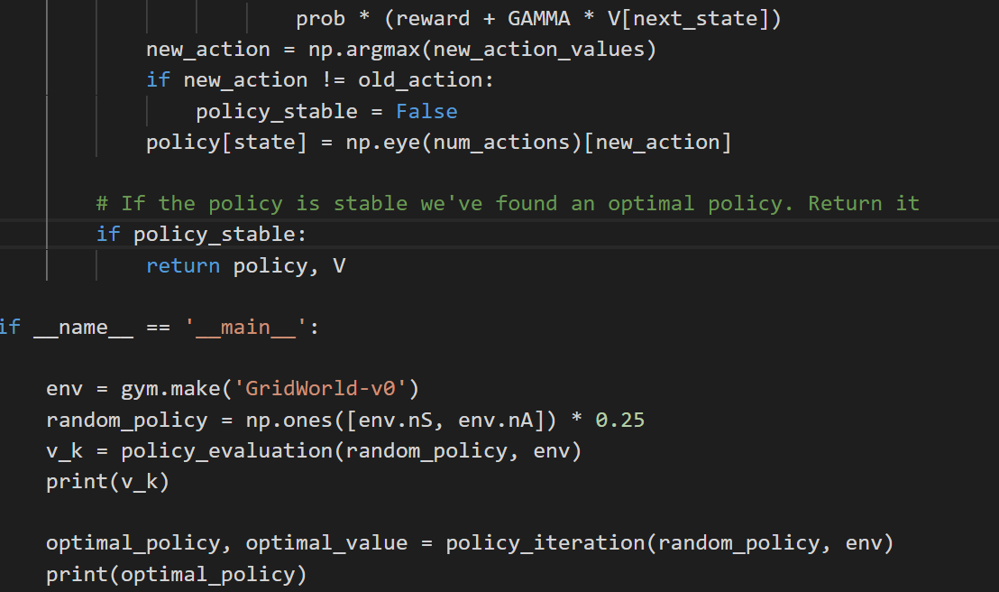 prob * (reward + GAMMA * V[next_state])
new_action = np.argmax(new_action_values)
if new_action != old_action:
policy_stable = False
policy[state] = np.eye(num_actions)[new_action]
# If the policy is stable we've found an optimal policy. Return it
if policy_stable:
return policy, V
if __name__ == '__main__':
env = gym.make('GridWorld-v0')
random_policy = np.ones([env.nS, env.nA]) * 0.25
v_k = policy_evaluation(random_policy, env)
print(v_k)
optimal_policy, optimal_value = policy_iteration(random_policy, env)
print(optimal_policy)